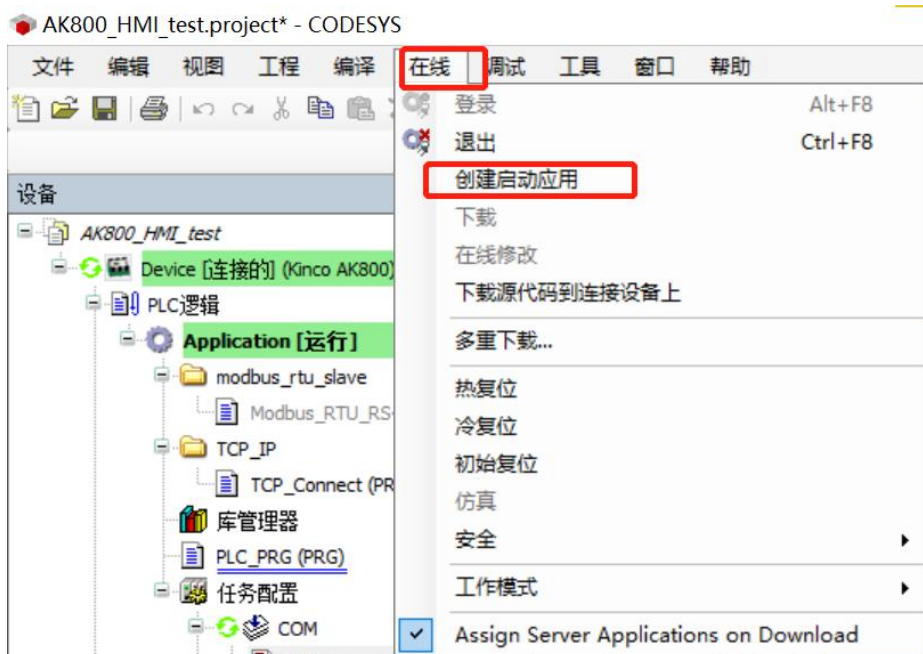 AK800_HMI_test.project* - CODESYS
文件 编辑 视图 工程 编译 在线 调试 工具 窗口 帮助
登录 Alt+F8
退出 Ctrl+F8
创建启动应用
下载
在线修改
下载源代码到连接设备上
多重下载...
热复位
冷复位
初始复位
仿真
安全
工作模式
Assign Server Applications on Download
设备
AK800_HMI_test
Device [连接的] (Kinco AK800)
PLC逻辑
Application [运行]
modbus_rtu_slave
Modbus_RTU_RS
TCP_IP
TCP_Connect (PR
库管理器
PLC_PRG (PRG)
任务配置
COM